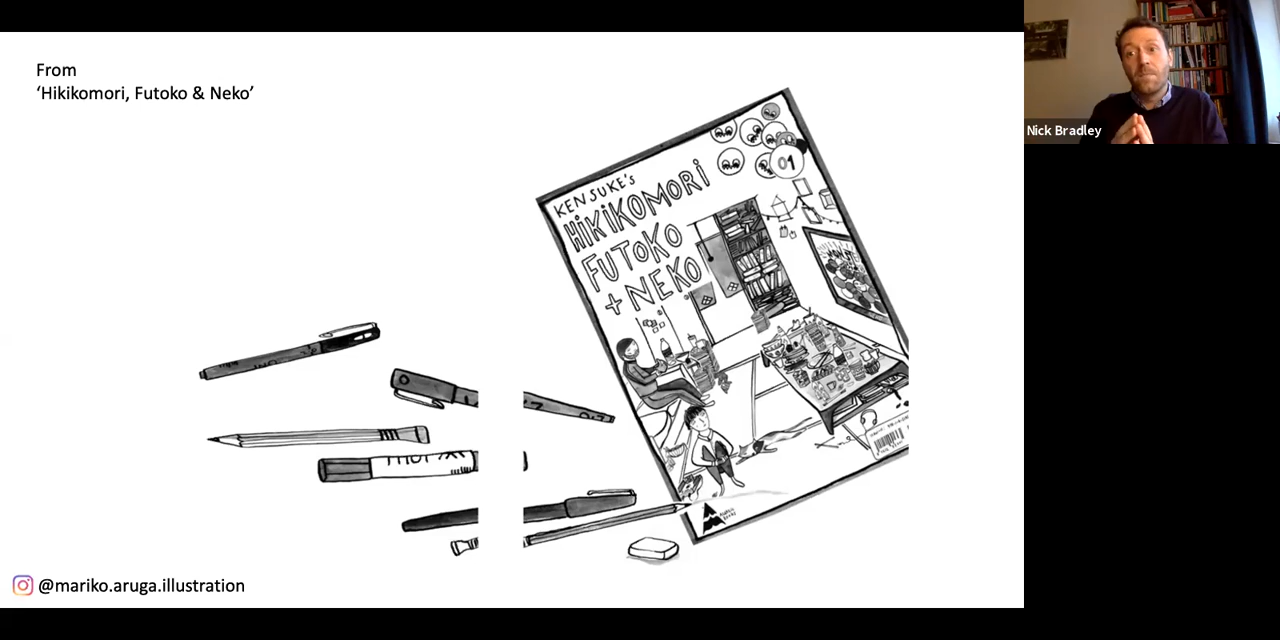 From
‘Hikikomori, Futoko & Neko’
Nick Bradley
KENSUKE'S
HiKiKOMORi
FUTOKO
+ NEKO
01
@mariko.aruga.illustration